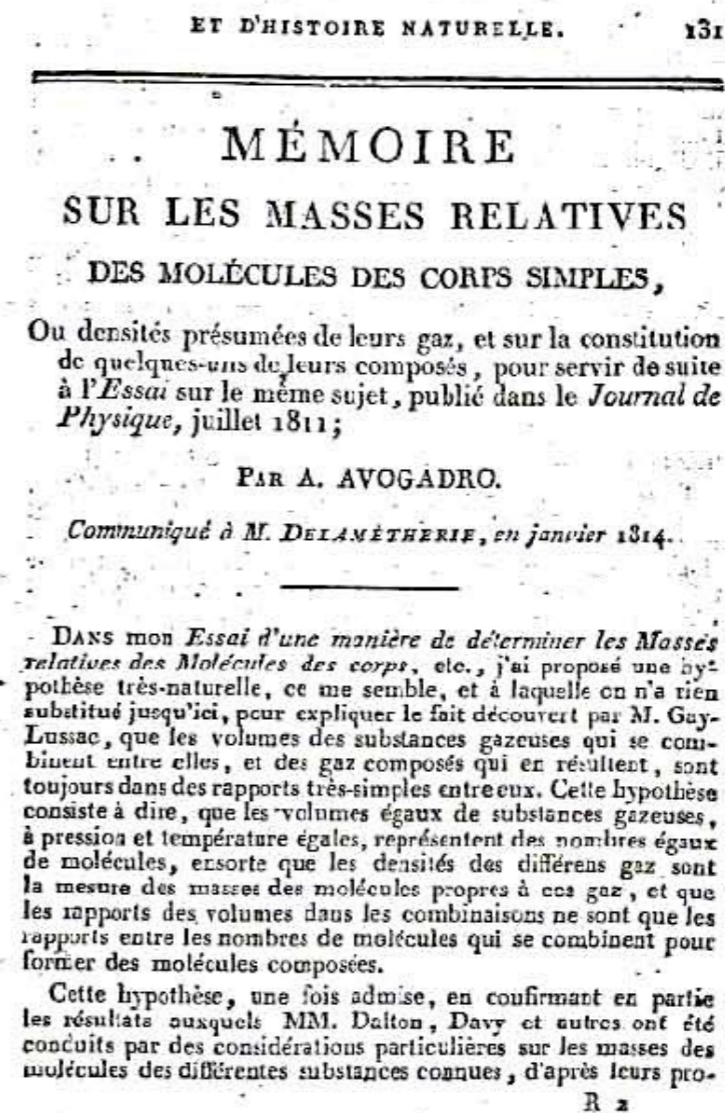 ET D'HISTOIRE NATURELLE. 131
MÉMOIRE
SUR LES MASSES RELATIVES
DES MOLÉCULES DES CORPS SIMPLES,
Ou densités présumées de leurs gaz, et sur la constitution
de quelques-uns de leurs composés, pour servir de suite
à l'Essai sur le même sujet, publié dans le Journal de
Physique, juillet 1811;
PAR A. AVOGADRO.
Communiqué à M. DELAMÉTHERIE, en janvier 1814.
DANS mon Essai d'une manière de déterminer les Masses
relatives des Molécules des corps, etc., j'ai proposé une hy-
pothèse très-naturelle, ce me semble, et à laquelle on n'a rien
substitué jusqu'ici, pour expliquer le fait découvert par M. Gay-
Lussac, que les volumes des substances gazeuses qui se com-
binent entre elles, et des gaz composés qui en résultent, sont
toujours dans des rapports très-simples entre eux. Cette hypothèse
consiste à dire, que les volumes égaux de substances gazeuses,
à pression et température égales, représentent des nombres égaux
de molécules, ensorte que les densités des différens gaz sont
la mesure des masses des molécules propres à ces gaz, et que
les rapports des volumes dans les combinaisons ne sont que les
rapports entre les nombres de molécules qui se combinent pour
former des molécules composées.
Cette hypothèse, une fois admise, en confirmant en partie
les résultats auxquels MM. Dalton, Davy et autres ont été
conduits par des considérations particulières sur les masses des
molécules des différentes substances connues, d'après leurs pro-
R 2